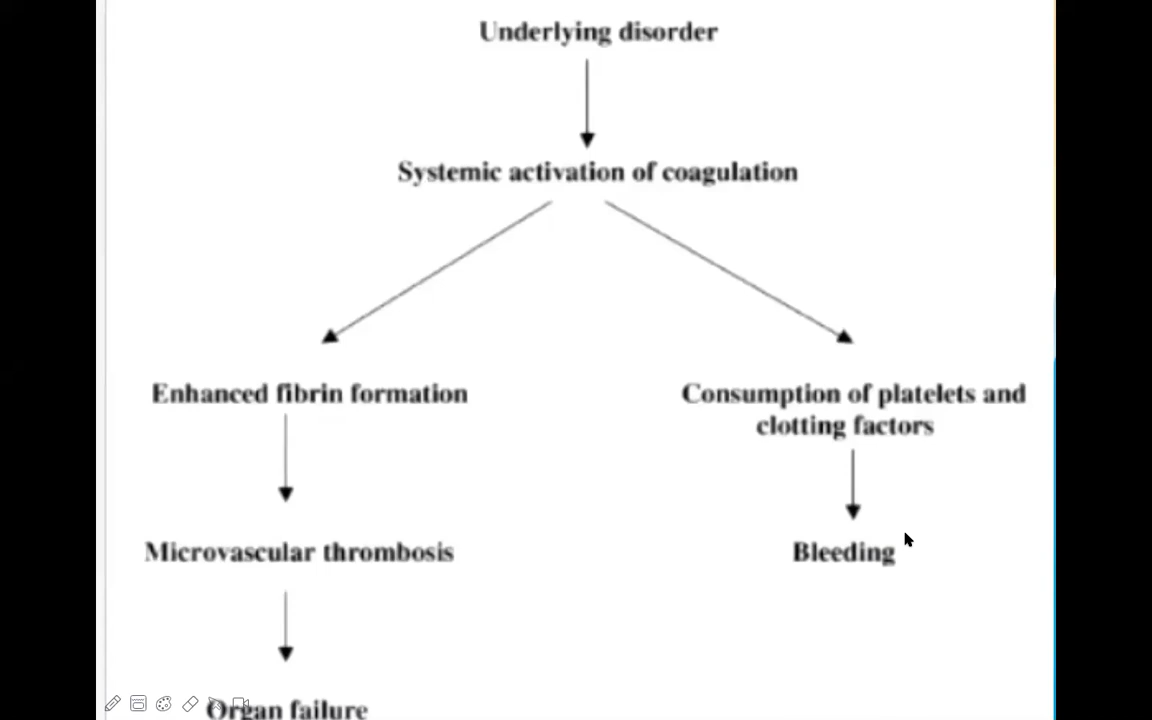 Underlying disorder
Systemic activation of coagulation
Enhanced fibrin formation
Consumption of platelets and
clotting factors
Microvascular thrombosis
Bleeding
Organ failure